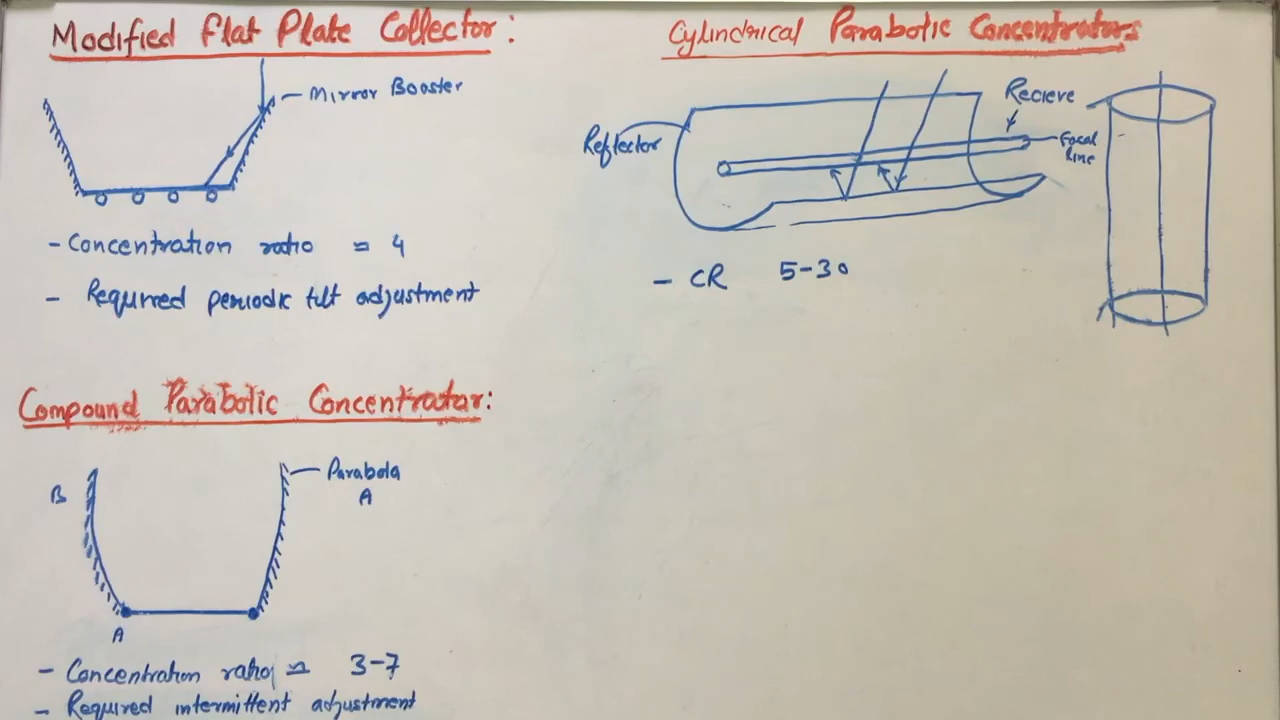 Modified Flat Plate Collector:
Mirror Booster
- Concentration ratio = 4
- Required periodic tilt adjustment
Compound Parabolic Concentrator:
B
Parabola
A
A
- Concentration ratio ≈ 3-7
- Required intermittent adjustment
Cylindrical Parabolic Concentrators
Recieve
Reflector
Focal
line
- CR 5-30